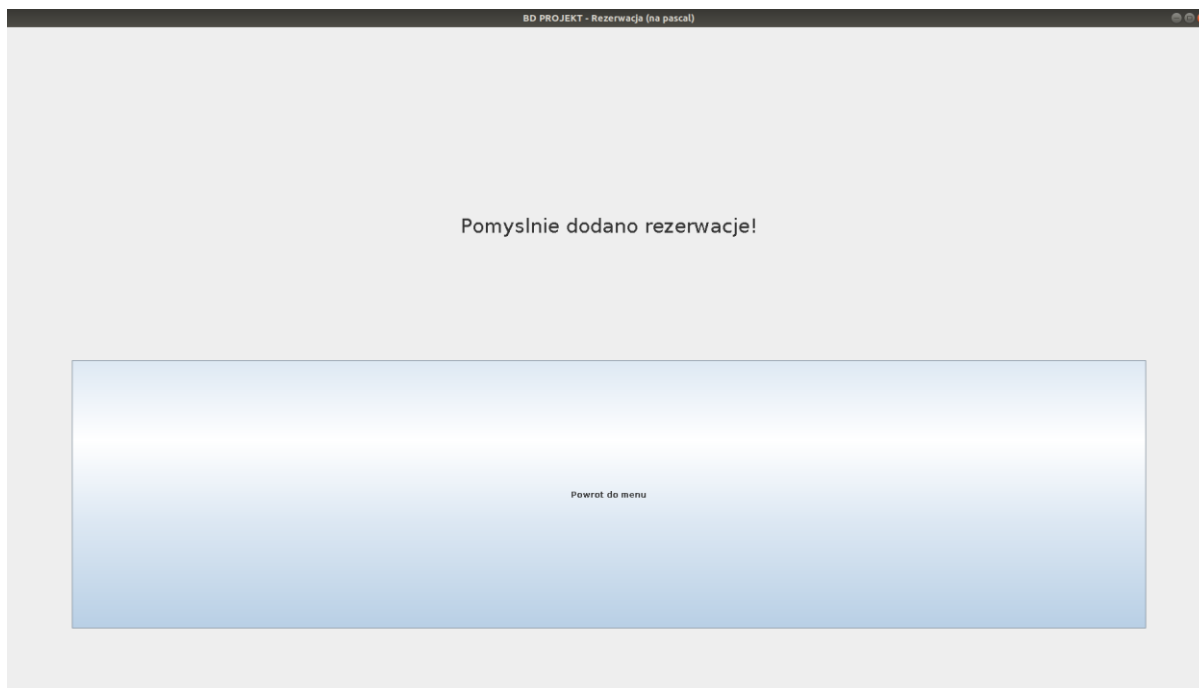 BD PROJEKT - Rezerwacja (na pascal)
Pomyslnie dodano rezerwacje!
Powrot do menu